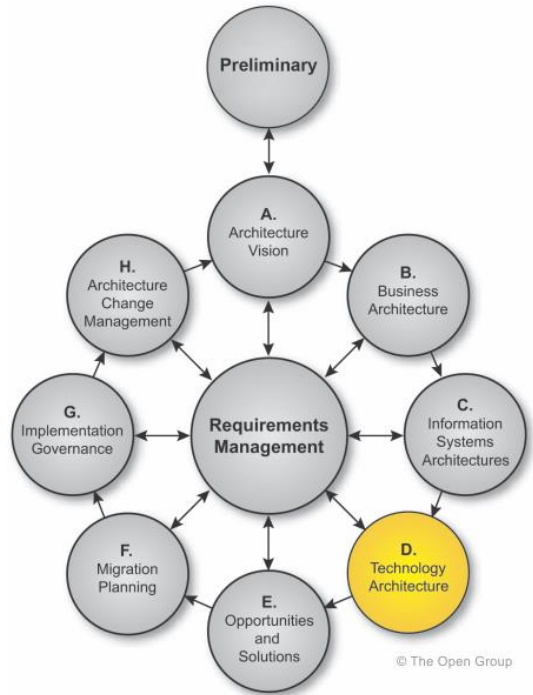 Preliminary
A.
Architecture
Vision
B.
Business
Architecture
C.
Information
Systems
Architectures
D.
Technology
Architecture
E.
Opportunities
and
Solutions
F.
Migration
Planning
G.
Implementation
Governance
H.
Architecture
Change
Management
Requirements
Management
© The Open Group